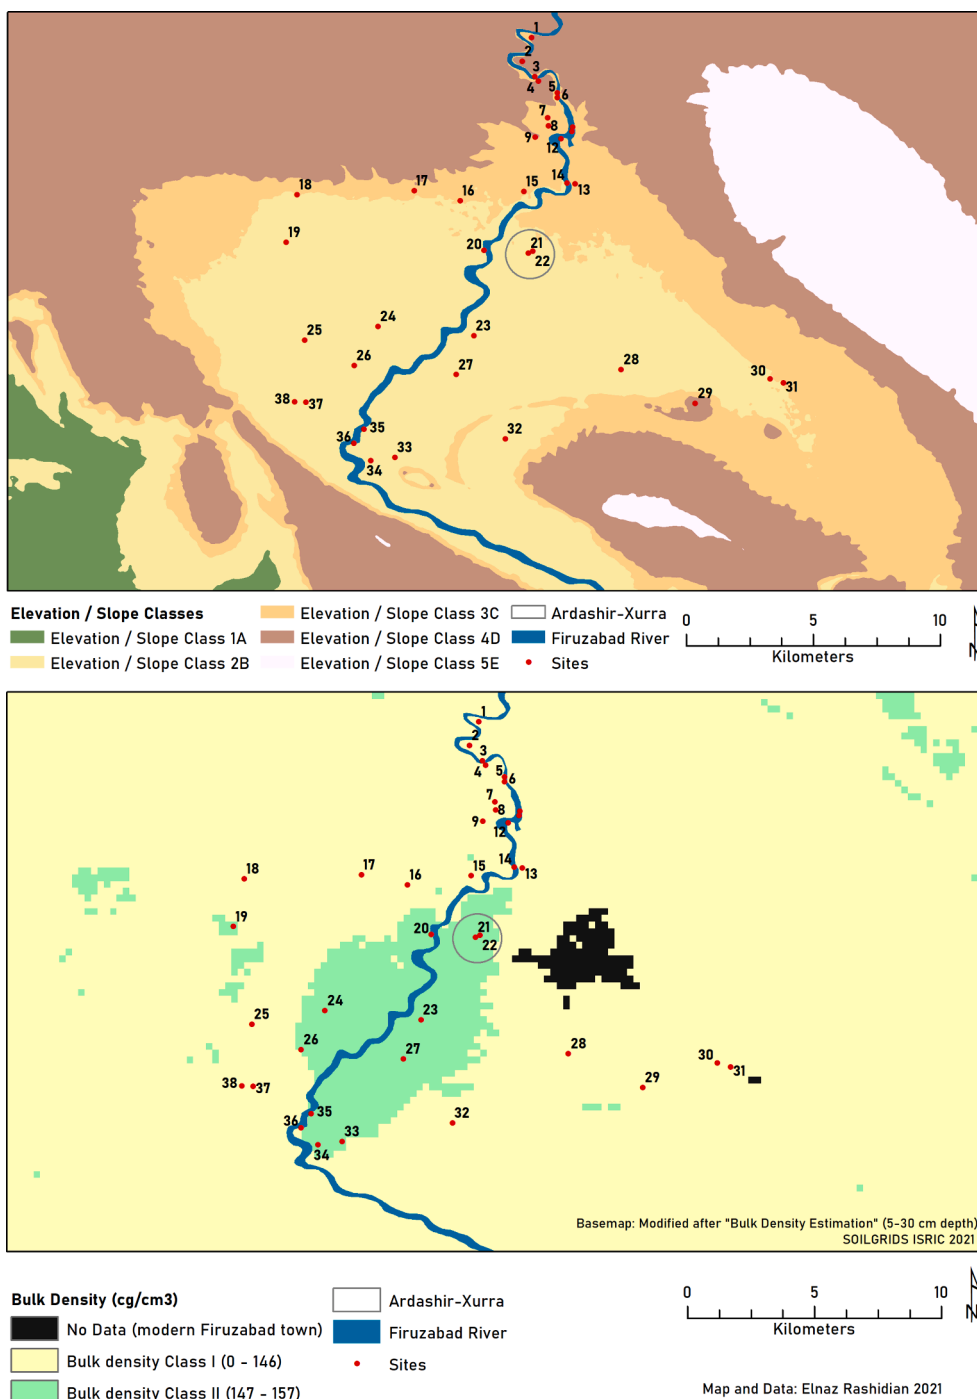 1
2
3
4
5
6
7
8
9
12
14
13
18
17
16
15
19
20
21
22
24
25
23
26
27
28
30
31
29
38
37
35
36
32
33
34
Elevation / Slope Classes
Elevation / Slope Class 1A
Elevation / Slope Class 2B
Elevation / Slope Class 3C
Elevation / Slope Class 4D
Elevation / Slope Class 5E
Ardashir-Xurra
Firuzabad River
Sites
0 5 10
Kilometers
N
1
2
3
4
5
6
7
8
9
12
14
13
18
17
16
15
19
20
21
22
24
25
23
26
27
28
30
31
29
38
37
35
36
32
33
34
Basemap: Modified after "Bulk Density Estimation" (5-30 cm depth)
SOILGRIDS ISRIC 2021
Bulk Density (cg/cm3)
No Data (modern Firuzabad town)
Bulk density Class I (0 - 146)
Bulk density Class II (147 - 157)
Ardashir-Xurra
Firuzabad River
Sites
0 5 10
Kilometers
N
Map and Data: Elnaz Rashidian 2021